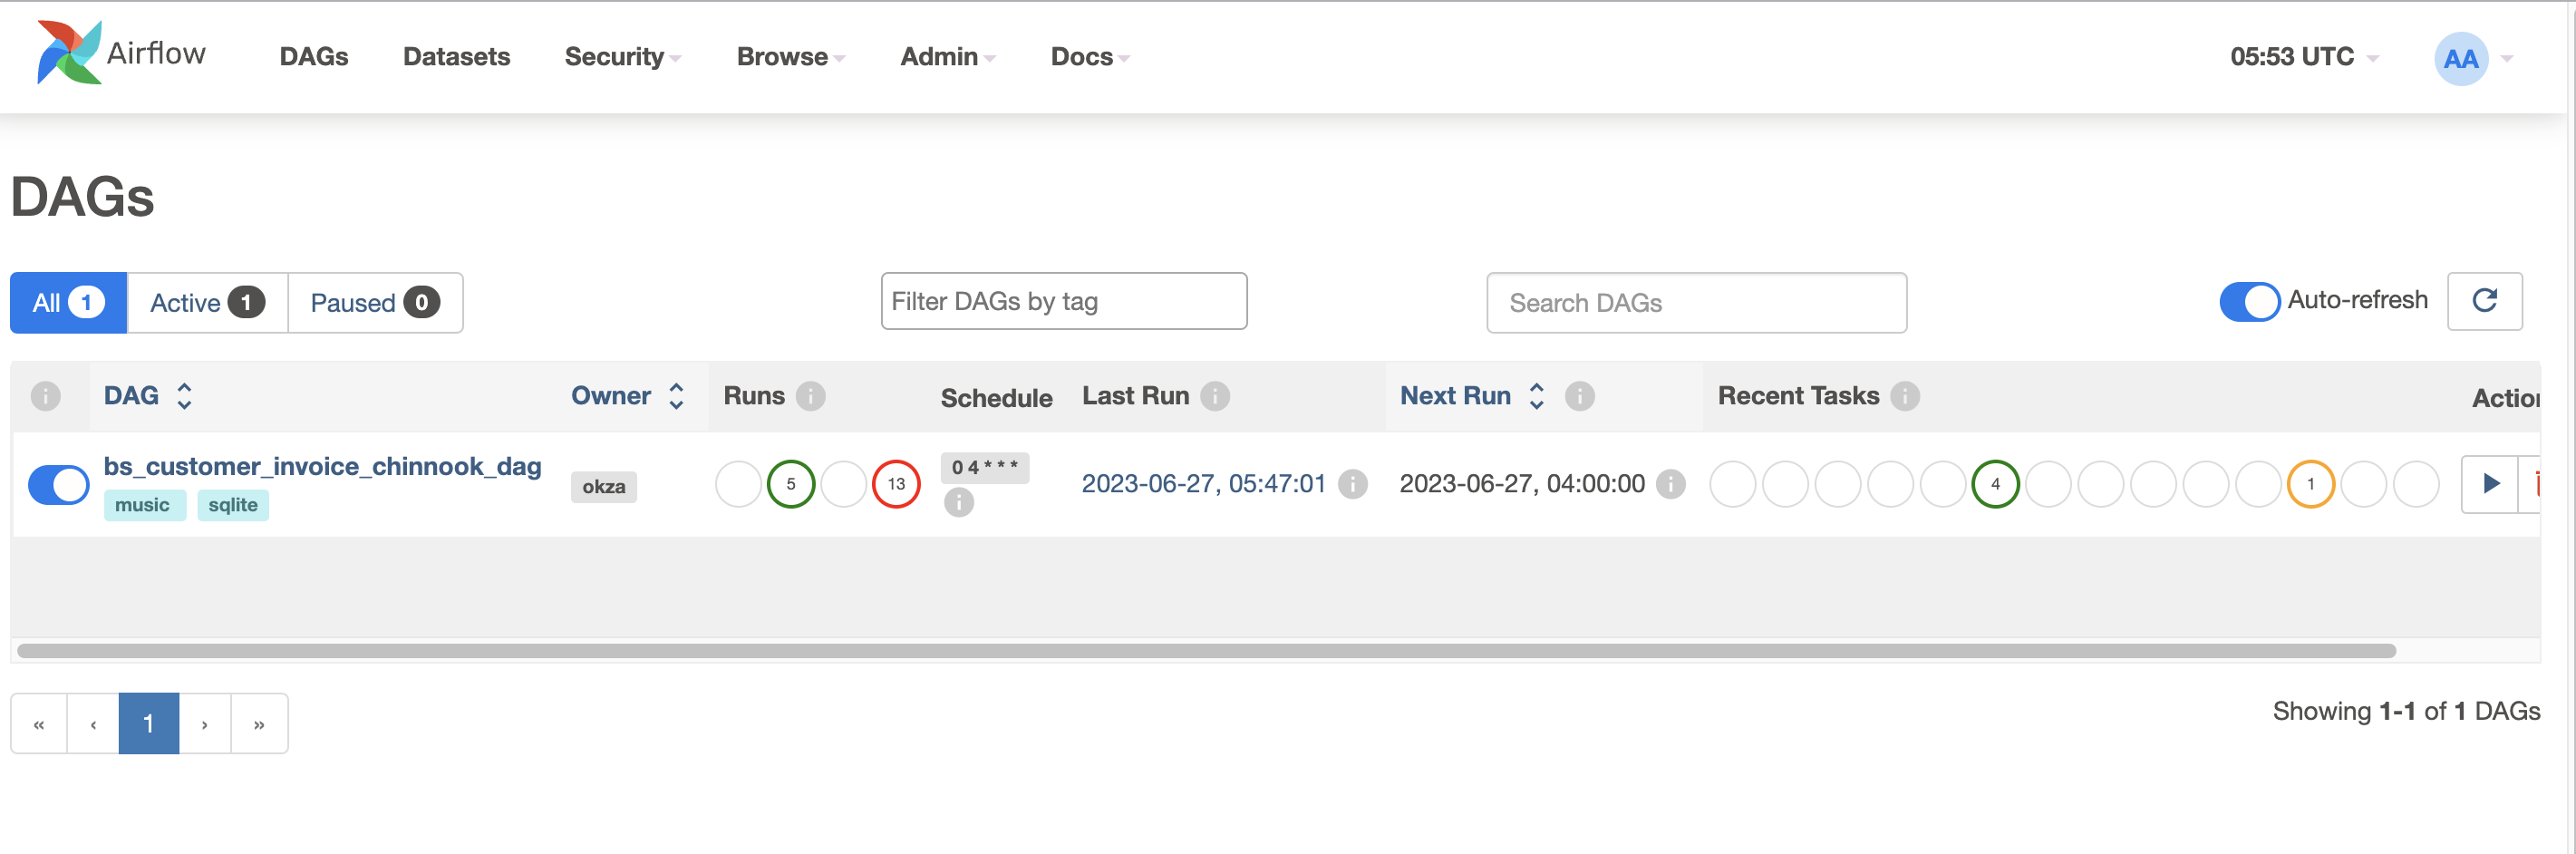 Airflow DAGs Datasets Security Browse Admin Docs 05:53 UTC AA
DAGs
All 1 Active 1 Paused 0 Filter DAGs by tag Search DAGs Auto-refresh
DAG Owner Runs Schedule Last Run Next Run Recent Tasks Action
bs_customer_invoice_chinnook_dag okza 5 13 0 4 * * * 2023-06-27, 05:47:01 2023-06-27, 04:00:00 4 1
music sqlite
« ‹ 1 › » Showing 1-1 of 1 DAGs